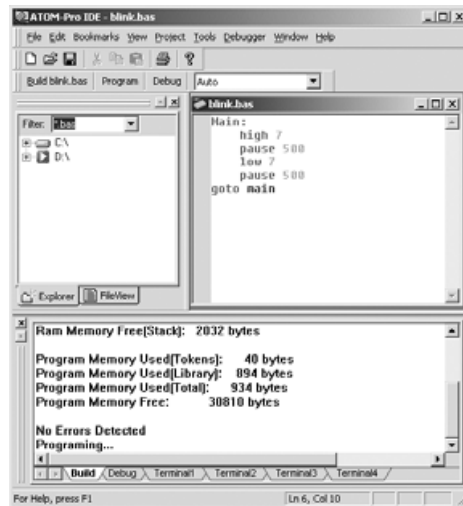 ATOM-Pro IDE - blink.bas
File Edit Bookmarks View Project Tools Debugger Window Help
Build blink.bas Program Debug Auto
Filter: *.bas
C:\
D:\
Explorer FileView
blink.bas
Main:
high 7
pause 500
low 7
pause 500
goto main
Ram Memory Free(Stack): 2032 bytes
Program Memory Used(Tokens): 40 bytes
Program Memory Used(Library): 894 bytes
Program Memory Used(Total): 934 bytes
Program Memory Free: 30810 bytes
No Errors Detected
Programing...
Build Debug Terminal1 Terminal2 Terminal3 Terminal4
For Help, press F1 Ln 6, Col 10